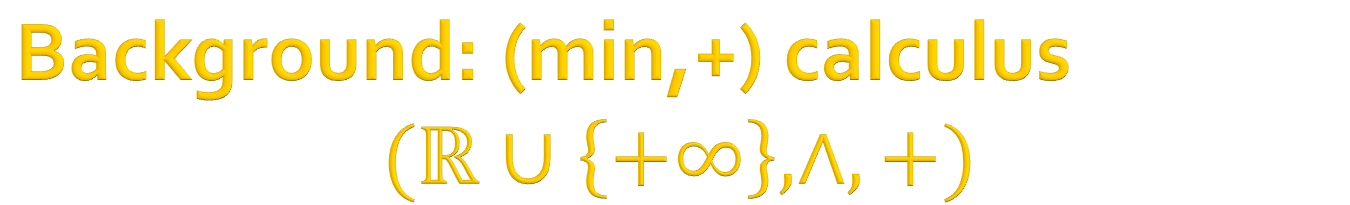 Background: (min,+) calculus
(ℝ ∪ {+∞},∧, +)